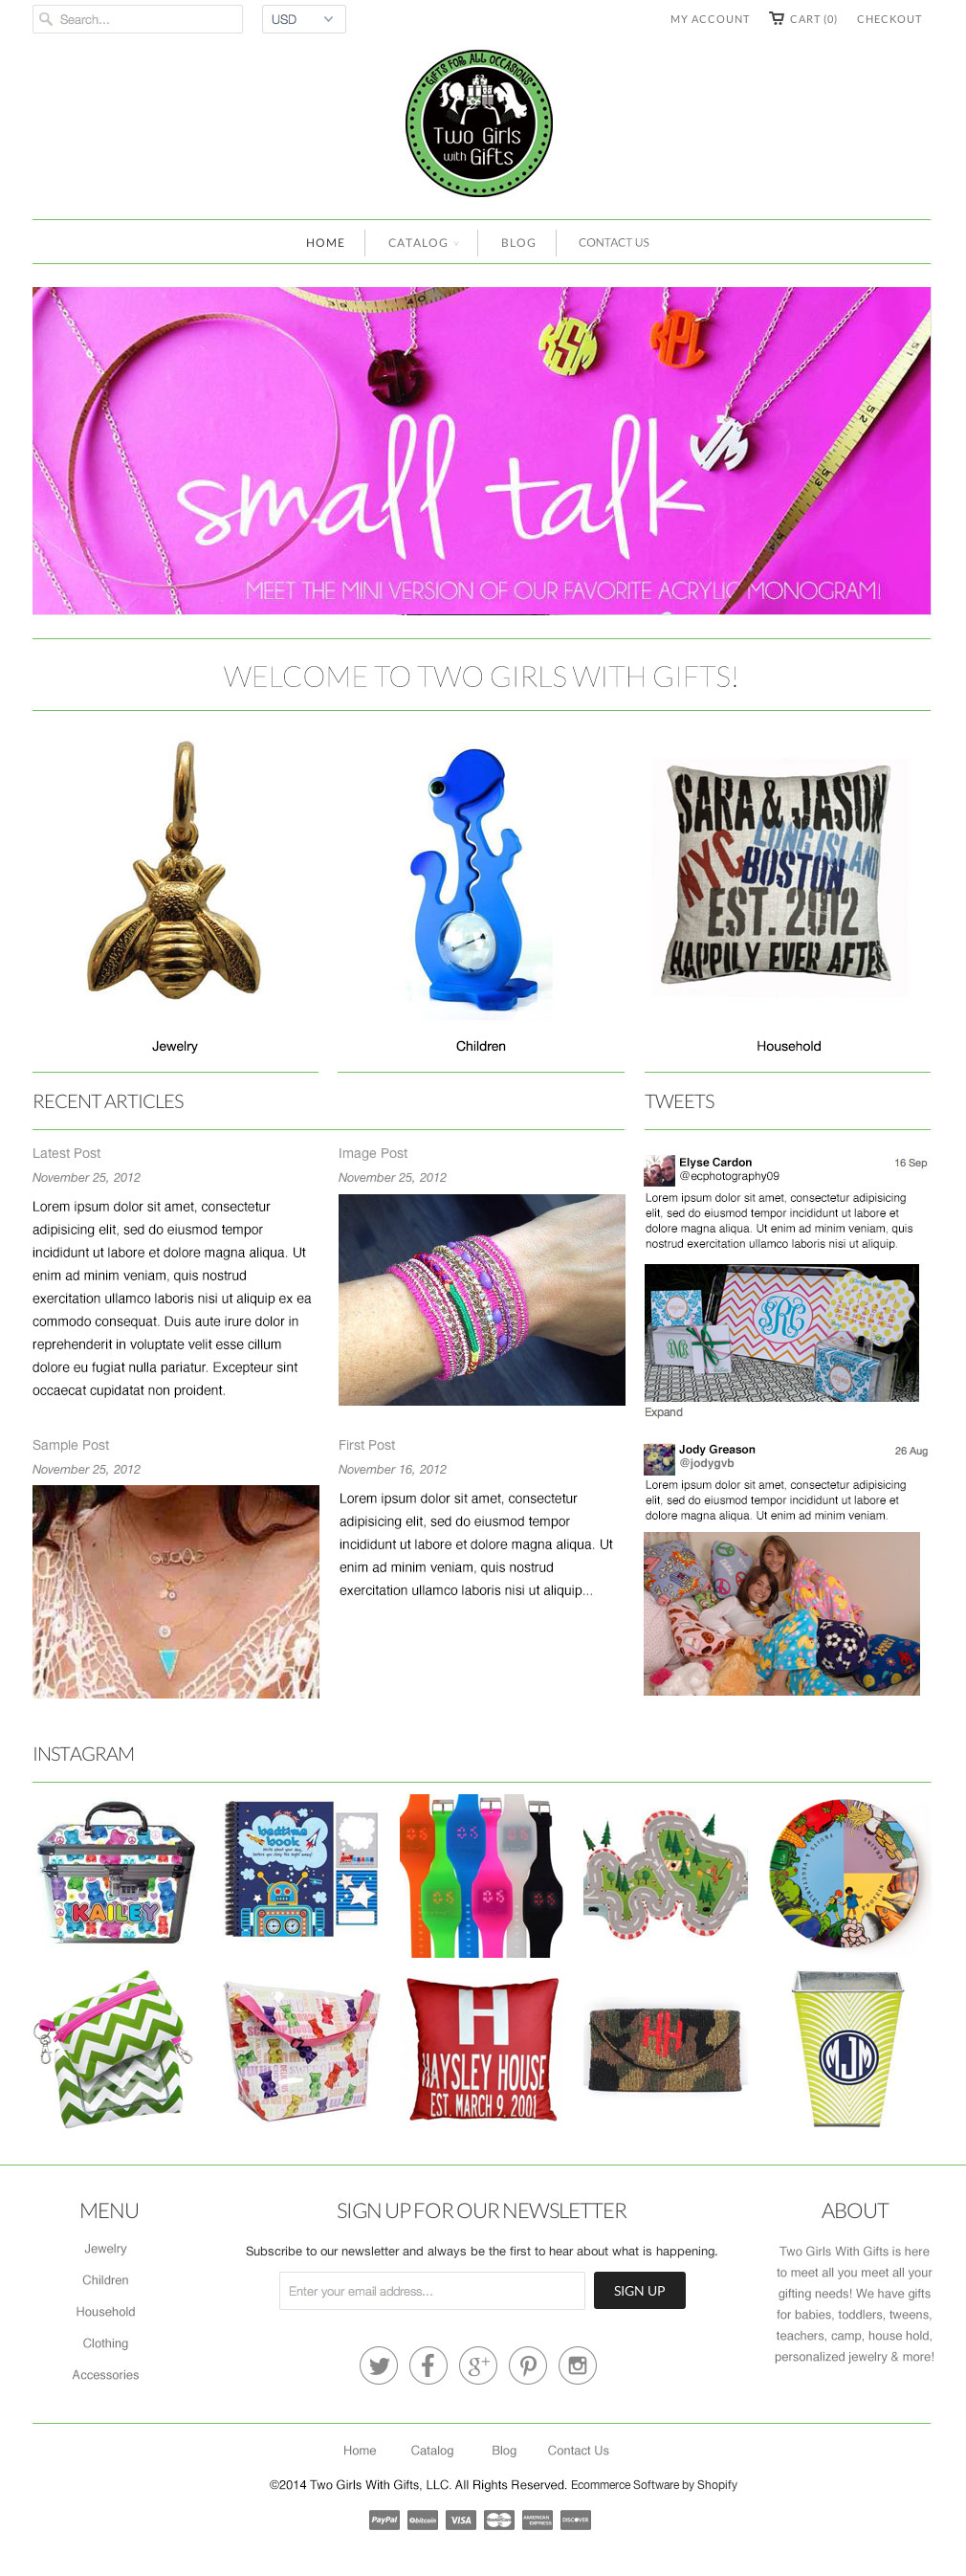 Search...
USD
MY ACCOUNT
CART (0)
CHECKOUT
GIFTS FOR ALL OCCASIONS
Two Girls
with Gifts
HOME
CATALOG
BLOG
CONTACT US
small talk
MEET THE MINI VERSION OF OUR FAVORITE ACRYLIC MONOGRAM!
WELCOME TO TWO GIRLS WITH GIFTS!
SARA & JASON
NYC LONG ISLAND
BOSTON
EST. 2012
HAPPILY EVER AFTER
Jewelry
Children
Household
RECENT ARTICLES
Latest Post
November 25, 2012
Lorem ipsum dolor sit amet, consectetur
adipisicing elit, sed do eiusmod tempor
incididunt ut labore et dolore magna aliqua. Ut
enim ad minim veniam, quis nostrud
exercitation ullamco laboris nisi ut aliquip ex ea
commodo consequat. Duis aute irure dolor in
reprehenderit in voluptate velit esse cillum
dolore eu fugiat nulla pariatur. Excepteur sint
occaecat cupidatat non proident.
Image Post
November 25, 2012
Sample Post
November 25, 2012
First Post
November 16, 2012
Lorem ipsum dolor sit amet, consectetur
adipisicing elit, sed do eiusmod tempor
incididunt ut labore et dolore magna aliqua. Ut
enim ad minim veniam, quis nostrud
exercitation ullamco laboris nisi ut aliquip...
TWEETS
Elyse Cardon
16 Sep
@ecphotography09
Lorem ipsum dolor sit amet, consectetur adipisicing
elit, sed do eiusmod tempor incididunt ut labore et
dolore magna aliqua. Ut enim ad minim veniam, quis
nostrud exercitation ullamco laboris nisi ut aliquip.
Expand
Jody Greason
26 Aug
@jodygvb
Lorem ipsum dolor sit amet, consectetur adipisicing
elit, sed do eiusmod tempor incididunt ut labore et
dolore magna aliqua. Ut enim ad minim veniam.
INSTAGRAM
KAILEY
bedtime
book
H
HAYSLEY HOUSE
EST. MARCH 9, 2001
HH
MJM
MENU
Jewelry
Children
Household
Clothing
Accessories
SIGN UP FOR OUR NEWSLETTER
Subscribe to our newsletter and always be the first to hear about what is happening.
Enter your email address...
SIGN UP
ABOUT
Two Girls With Gifts is here
to meet all you meet all your
gifting needs! We have gifts
for babies, toddlers, tweens,
teachers, camp, house hold,
personalized jewelry & more!
Home
Catalog
Blog
Contact Us
©2014 Two Girls With Gifts, LLC. All Rights Reserved. Ecommerce Software by Shopify
PayPal
bitcoin
VISA
MasterCard
AMERICAN EXPRESS
DISCOVER